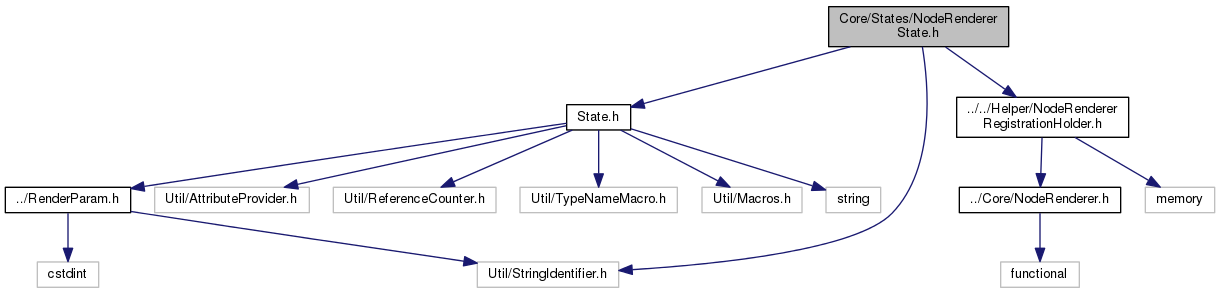 Core/States/NodeRenderer
State.h
../../Helper/NodeRenderer
RegistrationHolder.h
State.h
../RenderParam.h
Util/AttributeProvider.h
Util/ReferenceCounter.h
Util/TypeNameMacro.h
Util/Macros.h
string
../Core/NodeRenderer.h
memory
cstdint
Util/StringIdentifier.h
functional